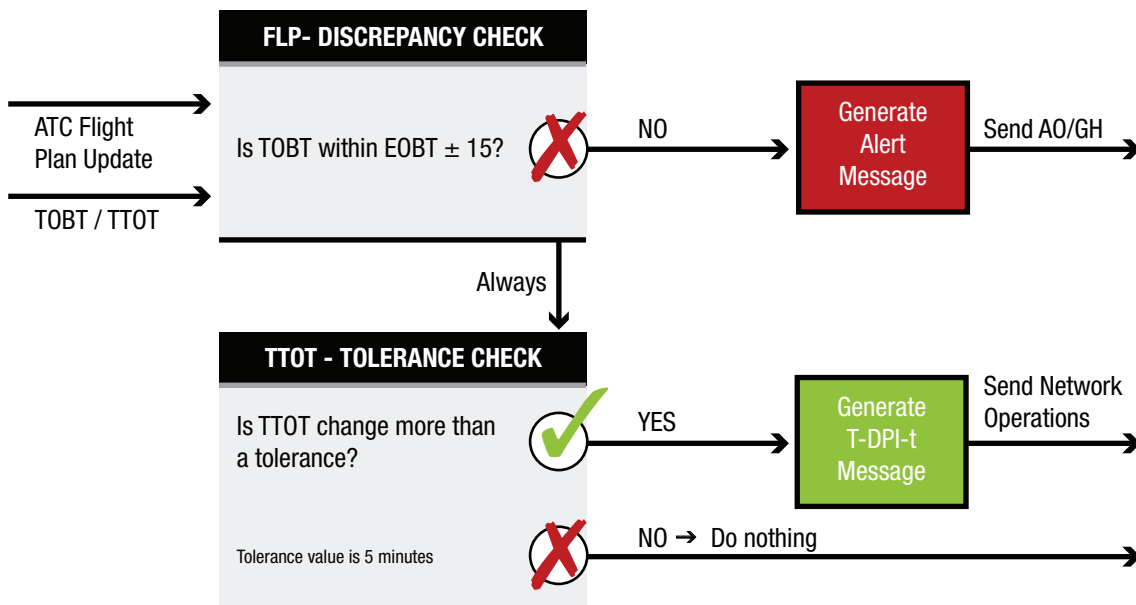 FLP- DISCREPANCY CHECK
ATC Flight
Plan Update
TOBT / TTOT
Is TOBT within EOBT ± 15?
NO
Generate
Alert
Message
Send AO/GH
Always
TTOT - TOLERANCE CHECK
Is TTOT change more than
a tolerance?
YES
Generate
T-DPI-t
Message
Send Network
Operations
Tolerance value is 5 minutes
NO ➔ Do nothing